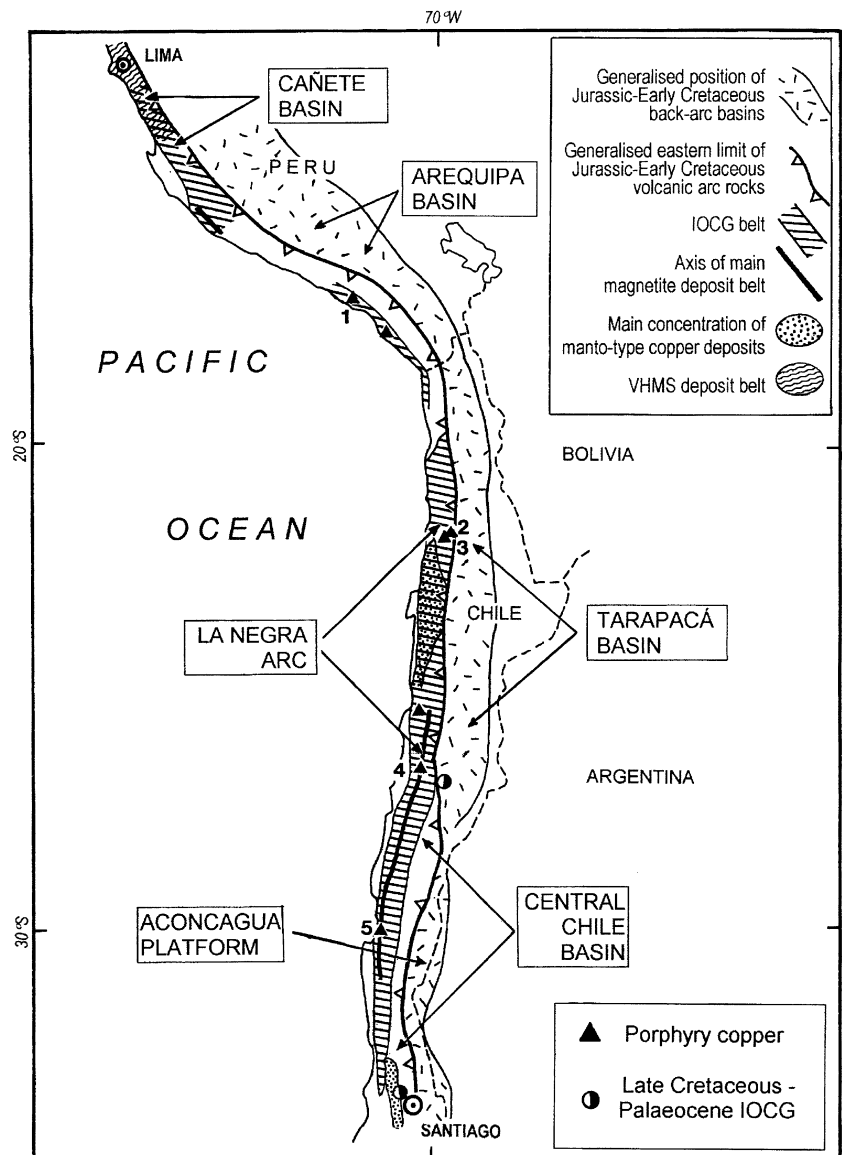 70°W
LIMA
CAÑETE
BASIN
PERU
AREQUIPA
BASIN
1
PACIFIC
20°S
BOLIVIA
OCEAN
2
3
CHILE
LA NEGRA
ARC
TARAPACÁ
BASIN
4
ARGENTINA
ACONCAGUA
PLATFORM
5
CENTRAL
CHILE
BASIN
30°S
SANTIAGO
Generalised position of
Jurassic-Early Cretaceous
back-arc basins
Generalised eastern limit of
Jurassic-Early Cretaceous
volcanic arc rocks
IOCG belt
Axis of main
magnetite deposit belt
Main concentration of
manto-type copper deposits
VHMS deposit belt
Porphyry copper
Late Cretaceous -
Palaeocene IOCG